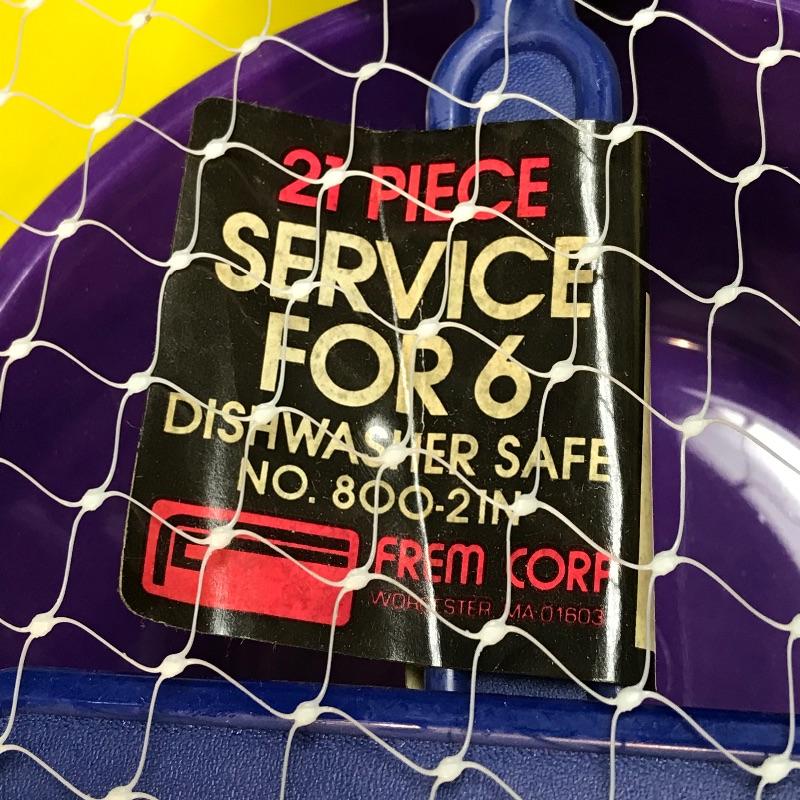 21 PIECE
SERVICE
FOR 6
DISHWASHER SAFE
NO. 800-21N
FREM CORP
WORCESTER MA 01603